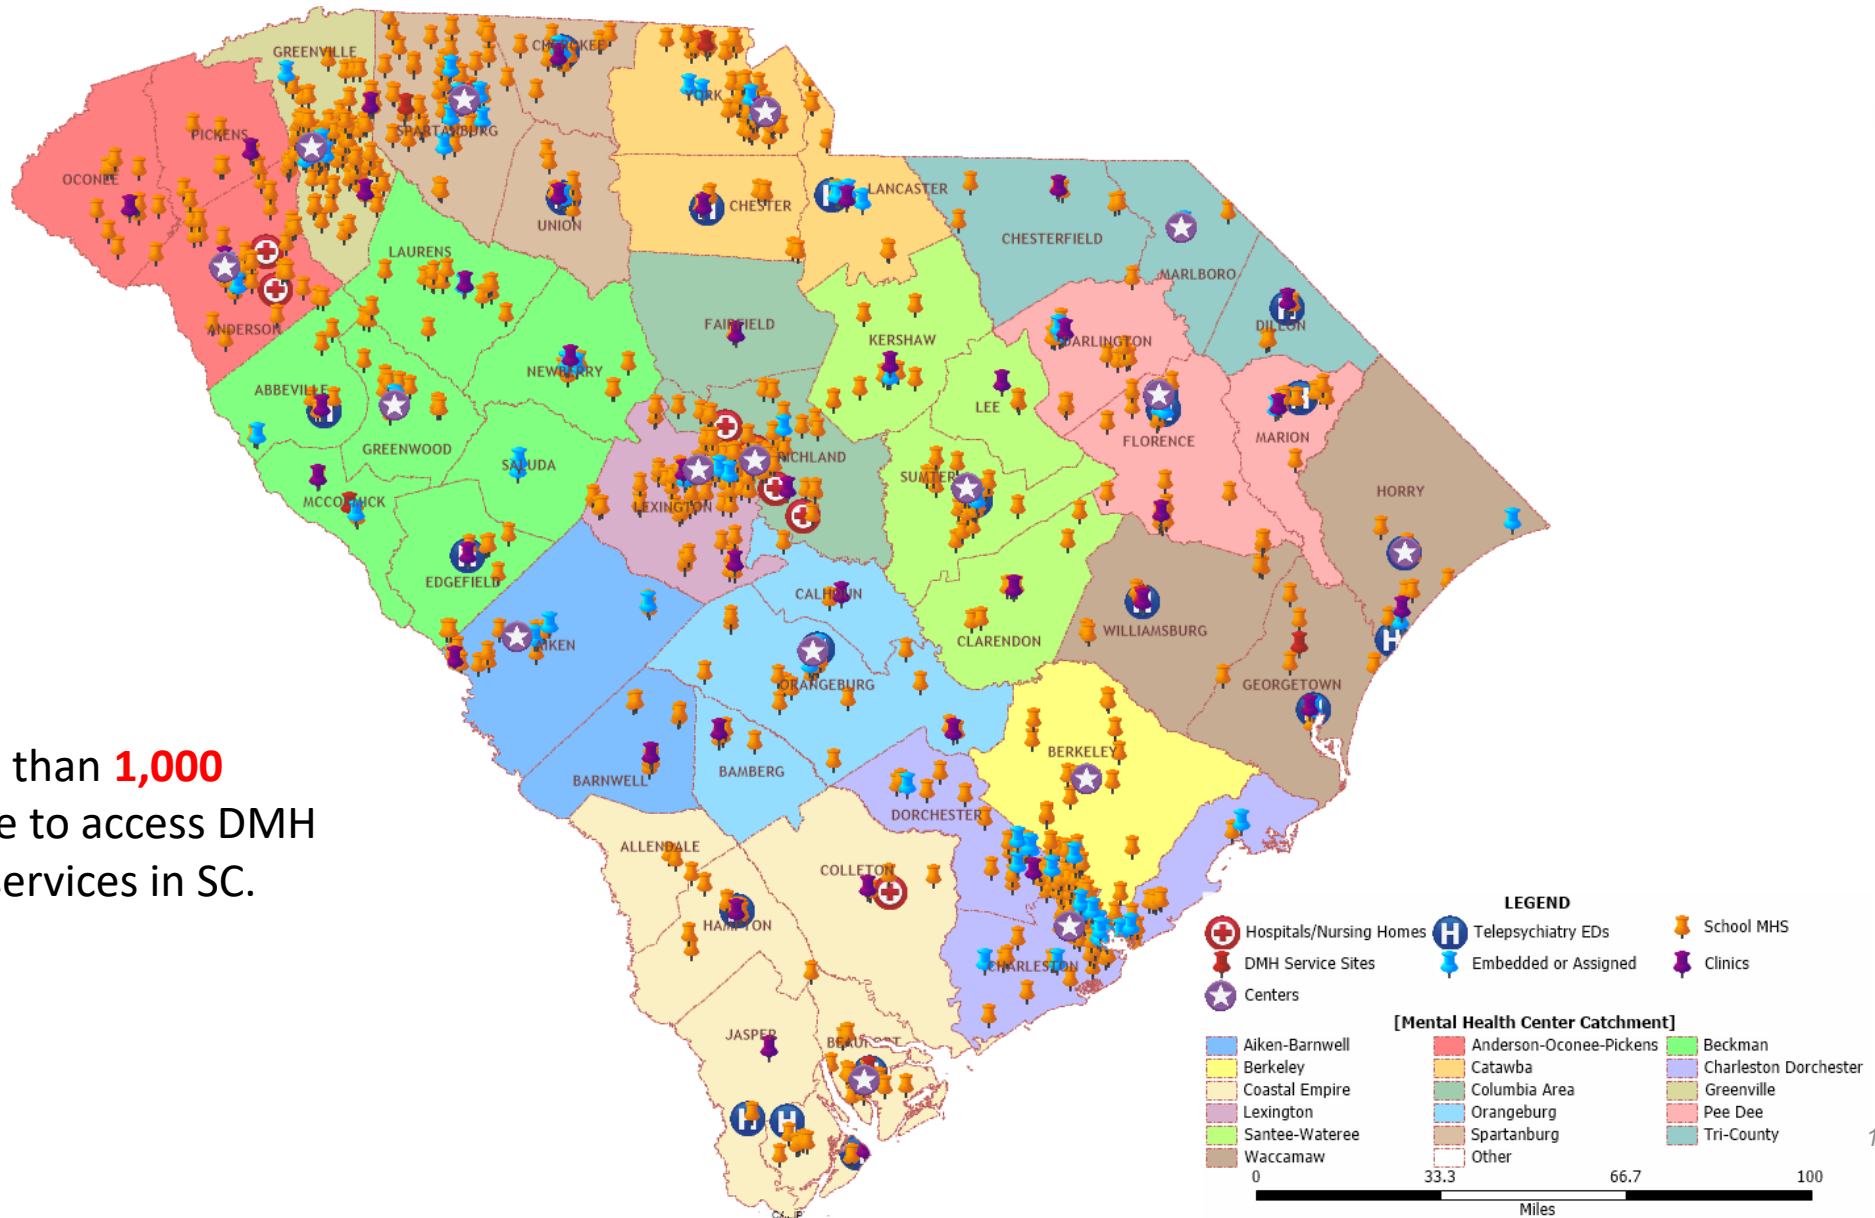 GREENVILLE
CHEROKEE
YORK
PICKENS
SPARTANBURG
OCONEE
LANCASTER
CHESTER
UNION
CHESTERFIELD
LAURENS
MARLBORO
ANDERSON
FAIRFIELD
DILLON
KERSHAW
DARLINGTON
NEWBERRY
ABBEVILLE
LEE
GREENWOOD
FLORENCE
MARION
RICHLAND
SALUDA
SUMTER
HORRY
MCCORMICK
LEXINGTON
EDGEFIELD
CALHOUN
WILLIAMSBURG
CLARENDON
AIKEN
ORANGEBURG
GEORGETOWN
BERKELEY
BAMBERG
BARNWELL
DORCHESTER
ALLENDALE
COLLETON
HAMPTON
CHARLESTON
JASPER
BEAUFORT
than 1,000
e to access DMH
services in SC.
LEGEND
Hospitals/Nursing Homes
Telepsychiatry EDs
School MHS
DMH Service Sites
Embedded or Assigned
Clinics
Centers
[Mental Health Center Catchment]
Aiken-Barnwell
Anderson-Oconee-Pickens
Beckman
Berkeley
Catawba
Charleston Dorchester
Coastal Empire
Columbia Area
Greenville
Lexington
Orangeburg
Pee Dee
Santee-Wateree
Spartanburg
Tri-County
Waccamaw
Other
0 33.3 66.7 100
Miles